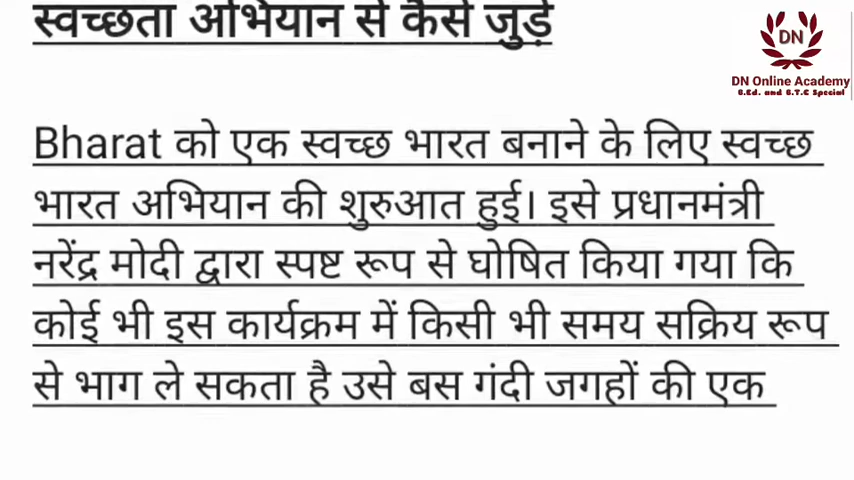 स्वच्छता अभियान से कैसे जुड़े
DN
DN Online Academy
B.Ed. and B.T.C Special
Bharat को एक स्वच्छ भारत बनाने के लिए स्वच्छ
भारत अभियान की शुरुआत हुई। इसे प्रधानमंत्री
नरेंद्र मोदी द्वारा स्पष्ट रूप से घोषित किया गया कि
कोई भी इस कार्यक्रम में किसी भी समय सक्रिय रूप
से भाग ले सकता है उसे बस गंदी जगहों की एक